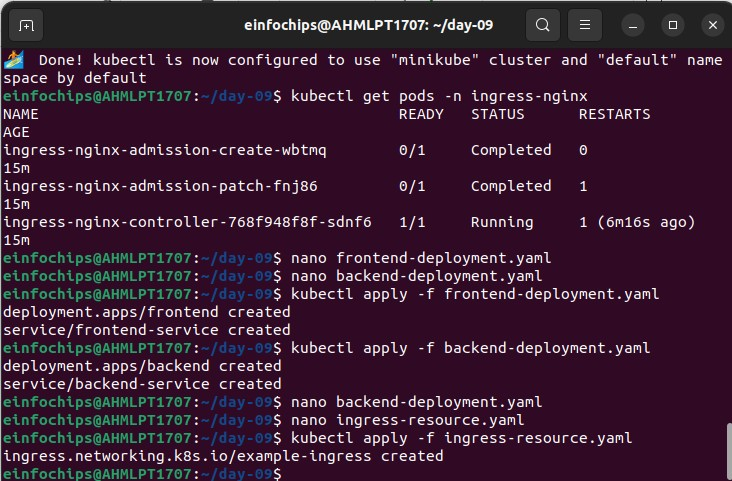 einfochips@AHMLPT1707: ~/day-09
Done! kubectl is now configured to use "minikube" cluster and "default" name
space by default
einfochips@AHMLPT1707:~/day-09$ kubectl get pods -n ingress-nginx
NAME READY STATUS RESTARTS
AGE
ingress-nginx-admission-create-wbtmq 0/1 Completed 0
15m
ingress-nginx-admission-patch-fnj86 0/1 Completed 1
15m
ingress-nginx-controller-768f948f8f-sdnf6 1/1 Running 1 (6m16s ago)
15m
einfochips@AHMLPT1707:~/day-09$ nano frontend-deployment.yaml
einfochips@AHMLPT1707:~/day-09$ nano backend-deployment.yaml
einfochips@AHMLPT1707:~/day-09$ kubectl apply -f frontend-deployment.yaml
deployment.apps/frontend created
service/frontend-service created
einfochips@AHMLPT1707:~/day-09$ kubectl apply -f backend-deployment.yaml
deployment.apps/backend created
service/backend-service created
einfochips@AHMLPT1707:~/day-09$ nano backend-deployment.yaml
einfochips@AHMLPT1707:~/day-09$ nano ingress-resource.yaml
einfochips@AHMLPT1707:~/day-09$ kubectl apply -f ingress-resource.yaml
ingress.networking.k8s.io/example-ingress created
einfochips@AHMLPT1707:~/day-09$